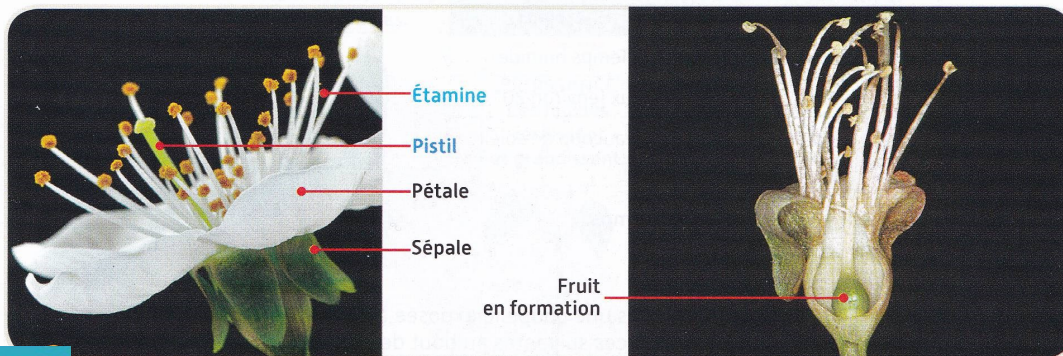 Étamine
Pistil
Pétale
Sépale
Fruit
en formation